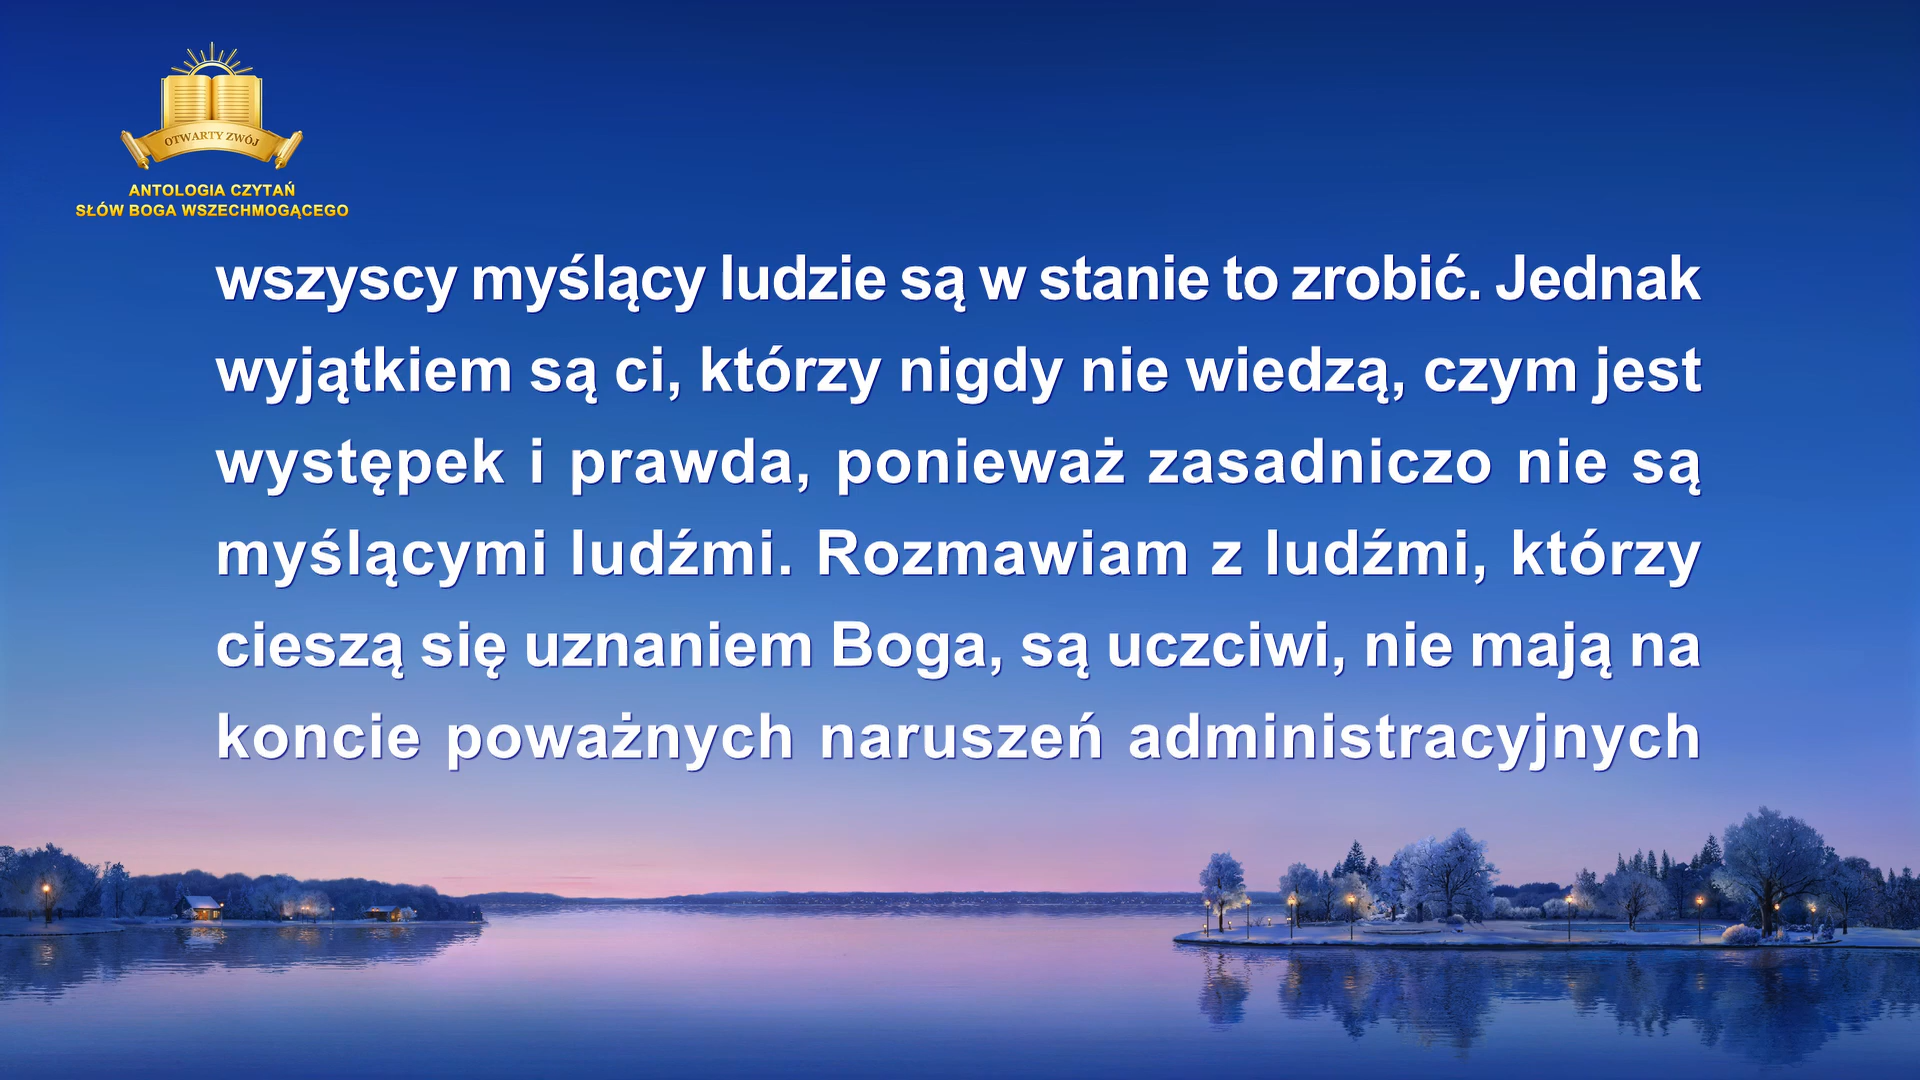 OTWARTY ZWÓJ
ANTOLOGIA CZYTAŃ
SŁÓW BOGA WSZECHMOGĄCEGO
wszyscy myślący ludzie są w stanie to zrobić. Jednak
wyjątkiem są ci, którzy nigdy nie wiedzą, czym jest
występek i prawda, ponieważ zasadniczo nie są
myślącymi ludźmi. Rozmawiam z ludźmi, którzy
cieszą się uznaniem Boga, są uczciwi, nie mają na
koncie poważnych naruszeń administracyjnych